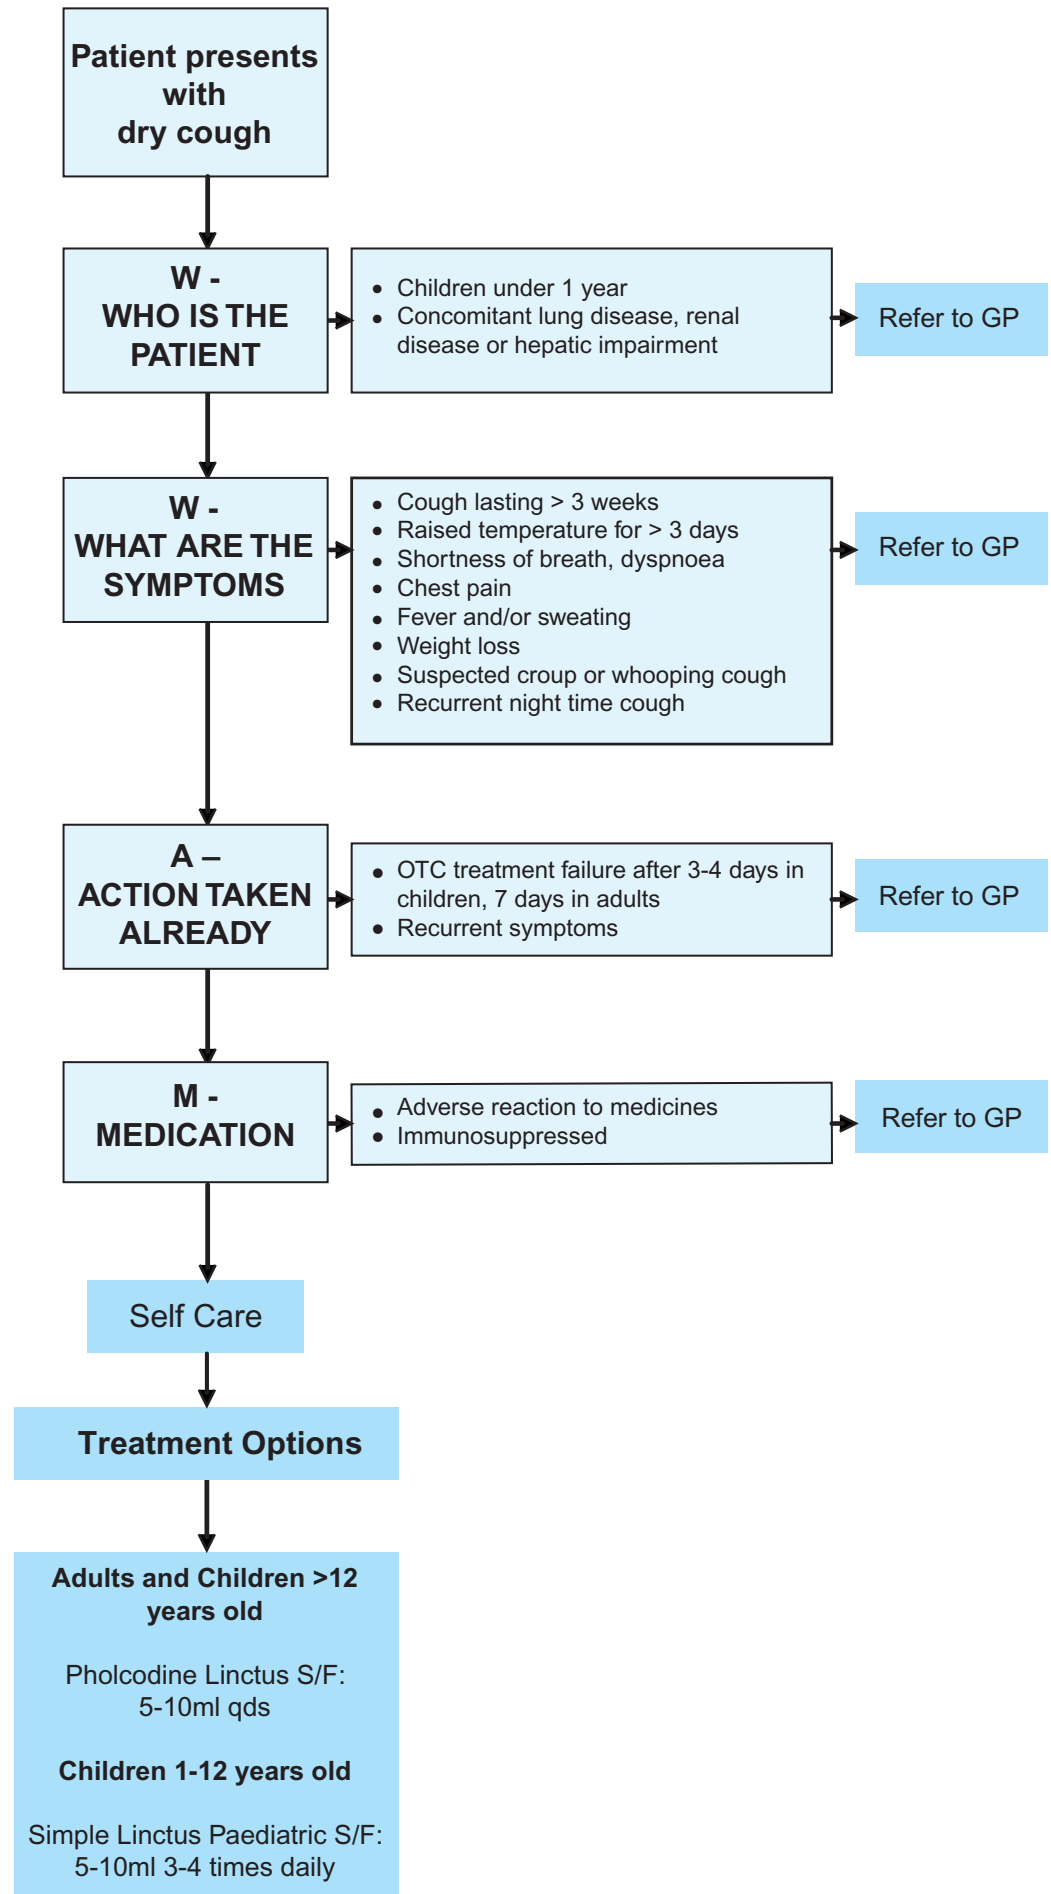 Patient presents
with
dry cough
W -
WHO IS THE
PATIENT
• Children under 1 year
• Concomitant lung disease, renal
disease or hepatic impairment
Refer to GP
W -
WHAT ARE THE
SYMPTOMS
• Cough lasting > 3 weeks
• Raised temperature for > 3 days
• Shortness of breath, dyspnoea
• Chest pain
• Fever and/or sweating
• Weight loss
• Suspected croup or whooping cough
• Recurrent night time cough
Refer to GP
A –
ACTION TAKEN
ALREADY
• OTC treatment failure after 3-4 days in
children, 7 days in adults
• Recurrent symptoms
Refer to GP
M -
MEDICATION
• Adverse reaction to medicines
• Immunosuppressed
Refer to GP
Self Care
Treatment Options
Adults and Children >12
years old
Pholcodine Linctus S/F:
5-10ml qds
Children 1-12 years old
Simple Linctus Paediatric S/F:
5-10ml 3-4 times daily